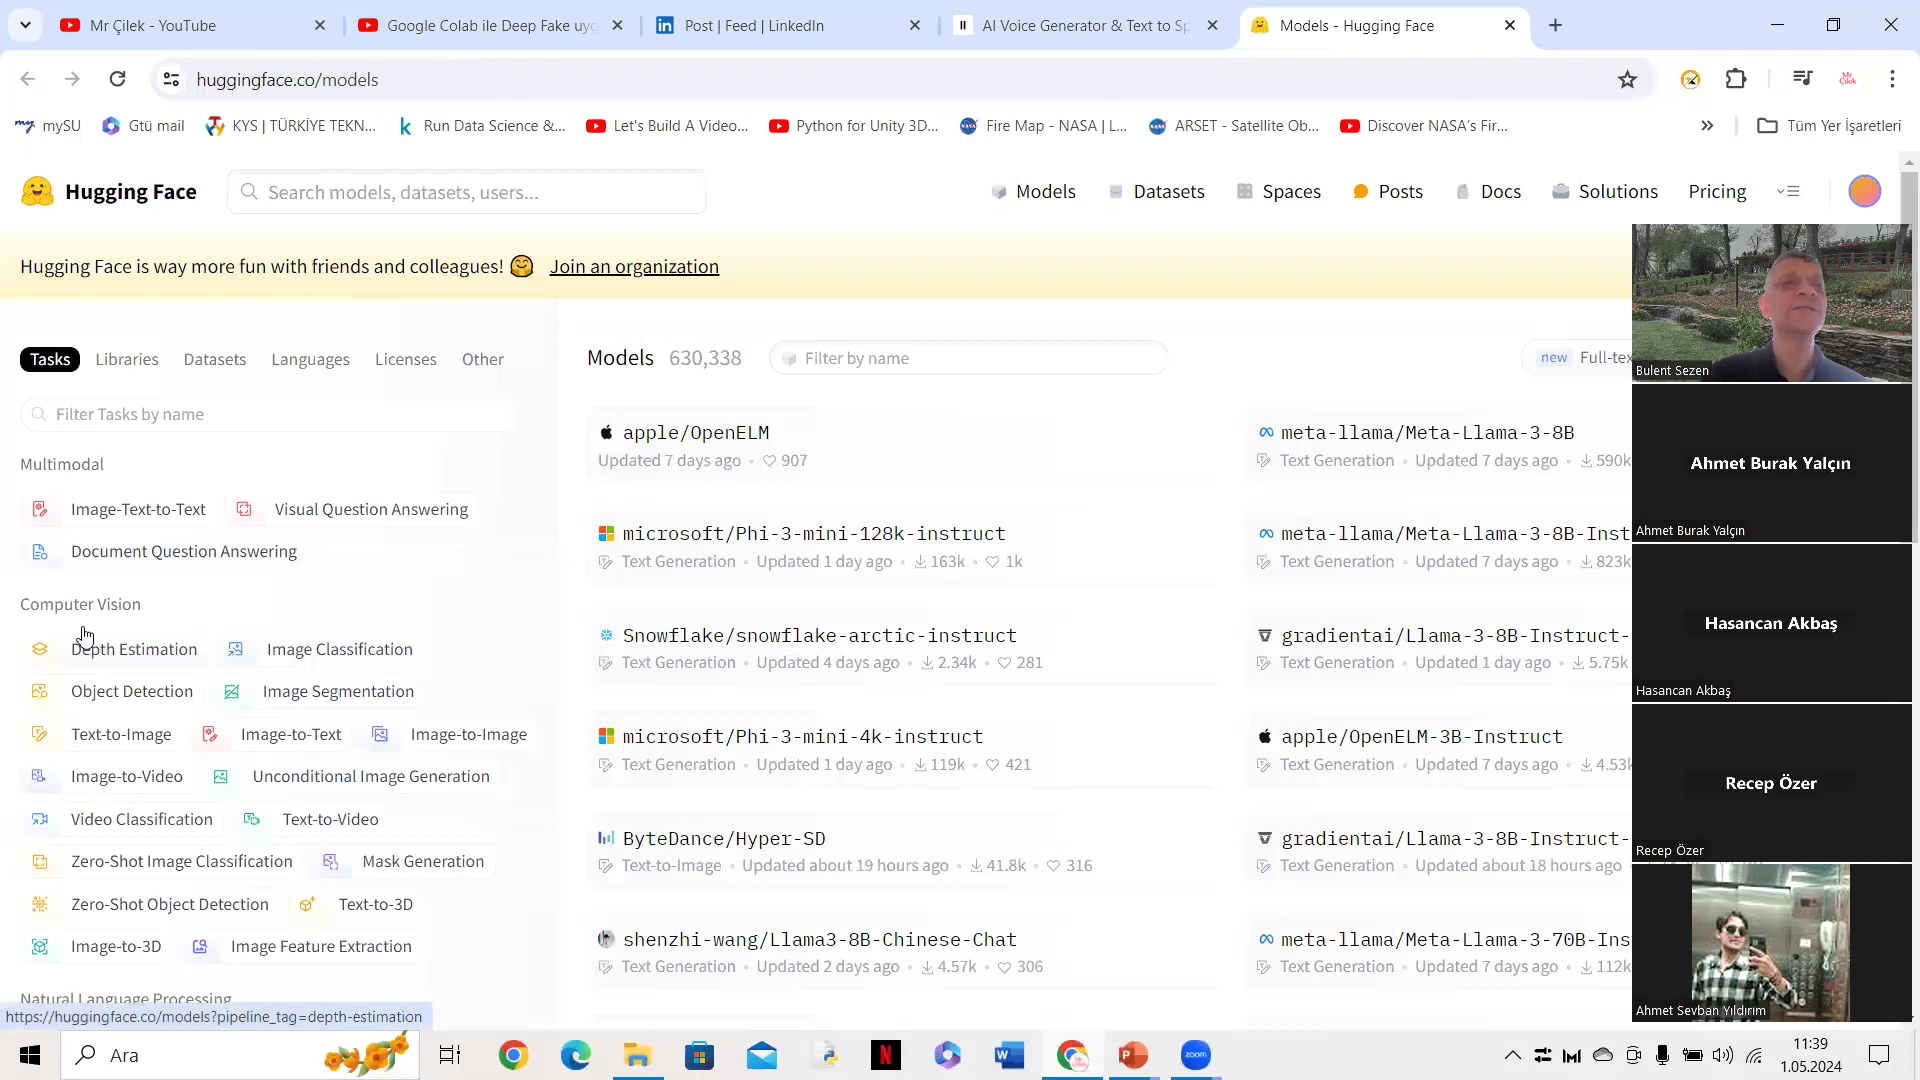 Mr Çilek - YouTube
Google Colab ile Deep Fake uyg
Post | Feed | LinkedIn
AI Voice Generator & Text to Sp
Models - Hugging Face
huggingface.co/models
mySU
Gtü mail
KYS | TÜRKİYE TEKN...
Run Data Science &...
Let's Build A Video...
Python for Unity 3D...
Fire Map - NASA | L...
ARSET - Satellite Ob...
Discover NASA's Fir...
Tüm Yer İşaretleri
Hugging Face
Search models, datasets, users...
Models
Datasets
Spaces
Posts
Docs
Solutions
Pricing
Hugging Face is way more fun with friends and colleagues! Join an organization
Tasks
Libraries
Datasets
Languages
Licenses
Other
Filter Tasks by name
Multimodal
Image-Text-to-Text
Visual Question Answering
Document Question Answering
Computer Vision
Depth Estimation
Image Classification
Object Detection
Image Segmentation
Text-to-Image
Image-to-Text
Image-to-Image
Image-to-Video
Unconditional Image Generation
Video Classification
Text-to-Video
Zero-Shot Image Classification
Mask Generation
Zero-Shot Object Detection
Text-to-3D
Image-to-3D
Image Feature Extraction
Natural Language Processing
https://huggingface.co/models?pipeline_tag=depth-estimation
Models 630,338
Filter by name
new Full-tex
apple/OpenELM
Updated 7 days ago • 907
meta-llama/Meta-Llama-3-8B
Text Generation • Updated 7 days ago • 590k
microsoft/Phi-3-mini-128k-instruct
Text Generation • Updated 1 day ago • 163k • 1k
meta-llama/Meta-Llama-3-8B-Inst
Text Generation • Updated 7 days ago • 823k
Snowflake/snowflake-arctic-instruct
Text Generation • Updated 4 days ago • 2.34k • 281
gradientai/Llama-3-8B-Instruct-
Text Generation • Updated 1 day ago • 5.75k
microsoft/Phi-3-mini-4k-instruct
Text Generation • Updated 1 day ago • 119k • 421
apple/OpenELM-3B-Instruct
Text Generation • Updated 7 days ago • 4.53k
ByteDance/Hyper-SD
Text-to-Image • Updated about 19 hours ago • 41.8k • 316
gradientai/Llama-3-8B-Instruct-
Text Generation • Updated about 18 hours ago •
shenzhi-wang/Llama3-8B-Chinese-Chat
Text Generation • Updated 2 days ago • 4.57k • 306
meta-llama/Meta-Llama-3-70B-Ins
Text Generation • Updated 7 days ago • 112k
Bulent Sezen
Ahmet Burak Yalçın
Ahmet Burak Yalçın
Hasancan Akbaş
Hasancan Akbaş
Recep Özer
Recep Özer
Ahmet Sevban Yıldırım
Ara
zoom
11:39
1.05.2024